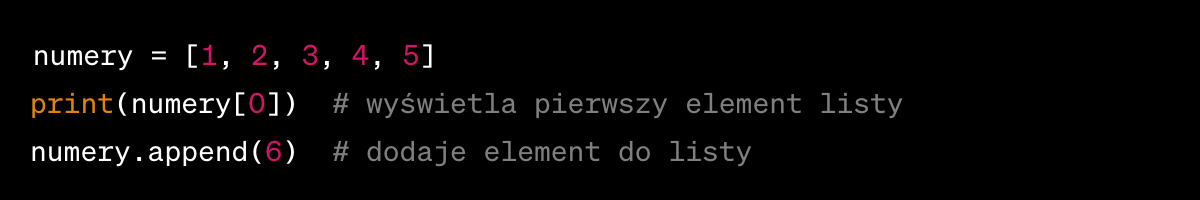 numery = [1, 2, 3, 4, 5]
print(numery[0])  # wyświetla pierwszy element listy
numery.append(6)  # dodaje element do listy